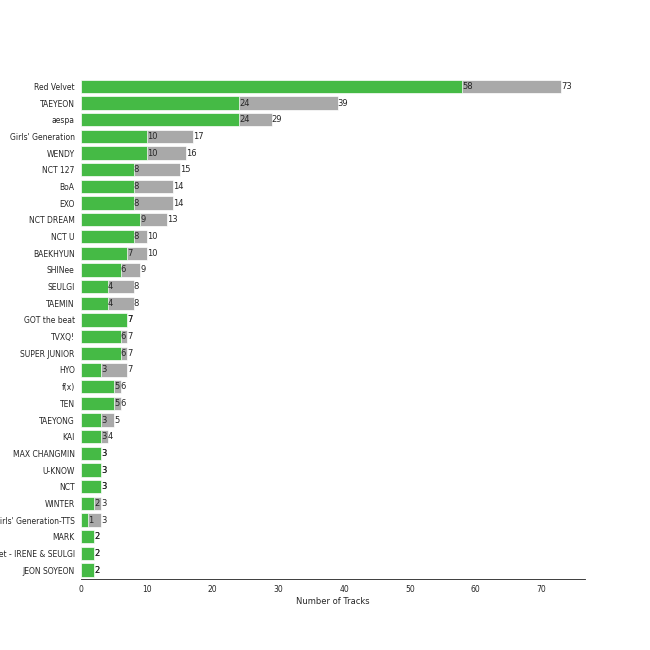 Red Velvet 58 73
TAEYEON 24 39
aespa 24 29
Girls' Generation 10 17
WENDY 10 16
NCT 127 8 15
BoA 8 14
EXO 8 14
NCT DREAM 9 13
NCT U 8 10
BAEKHYUN 7 10
SHINee 6 9
SEULGI 4 8
TAEMIN 4 8
GOT the beat 7
TVXQ! 6 7
SUPER JUNIOR 6 7
HYO 3 7
f(x) 5 6
TEN 5 6
TAEYONG 3 5
KAI 3 4
MAX CHANGMIN 3
U-KNOW 3
NCT 3
WINTER 2 3
irls' Generation-TTS 1 3
MARK 2
et - IRENE & SEULGI 2
JEON SOYEON 2
0 10 20 30 40 50 60 70
Number of Tracks